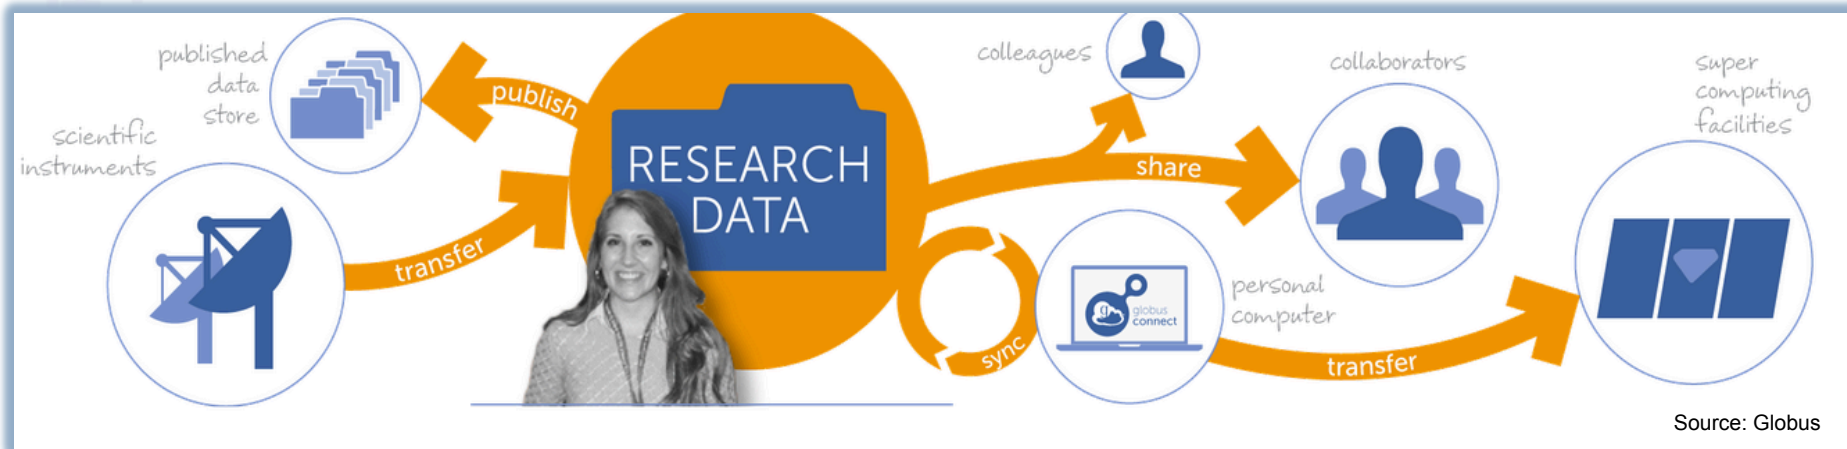 published
data
store
scientific
instruments
publish
transfer
RESEARCH
DATA
colleagues
share
collaborators
super
computing
facilities
sync
g
globus
connect
personal
computer
transfer
Source: Globus